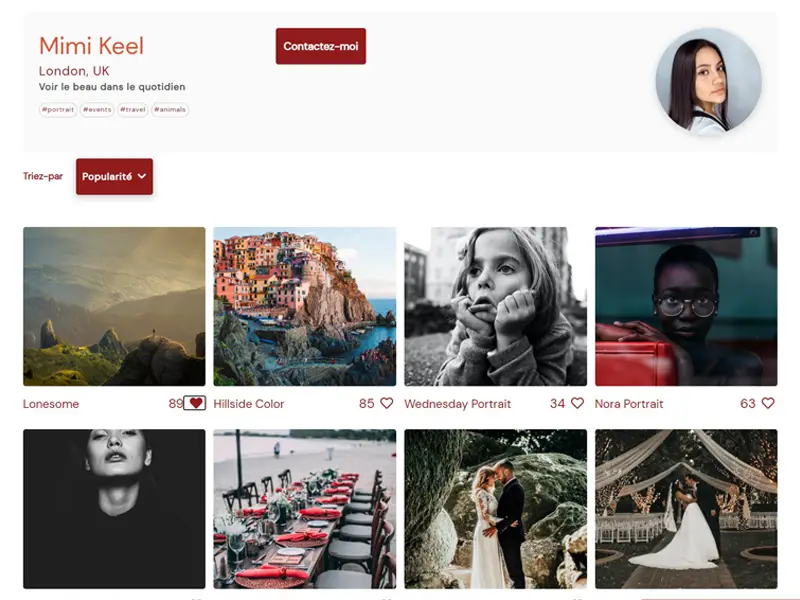 Mimi Keel
Contactez-moi
London, UK
Voir le beau dans le quotidien
#portrait #events #travel #animals
Triez-par Popularité
Lonesome 89
Hillside Color 85
Wednesday Portrait 34
Nora Portrait 63